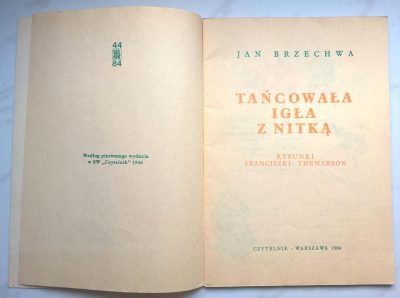 44
84
Według pierwszego wydania
w SW „Czytelnik" 1946
JAN BRZECHWA
TAŃCOWAŁA
IGŁA
Z NITKĄ
RYSUNKI
FRANCISZKI THEMERSON
CZYTELNIK · WARSZAWA 1984